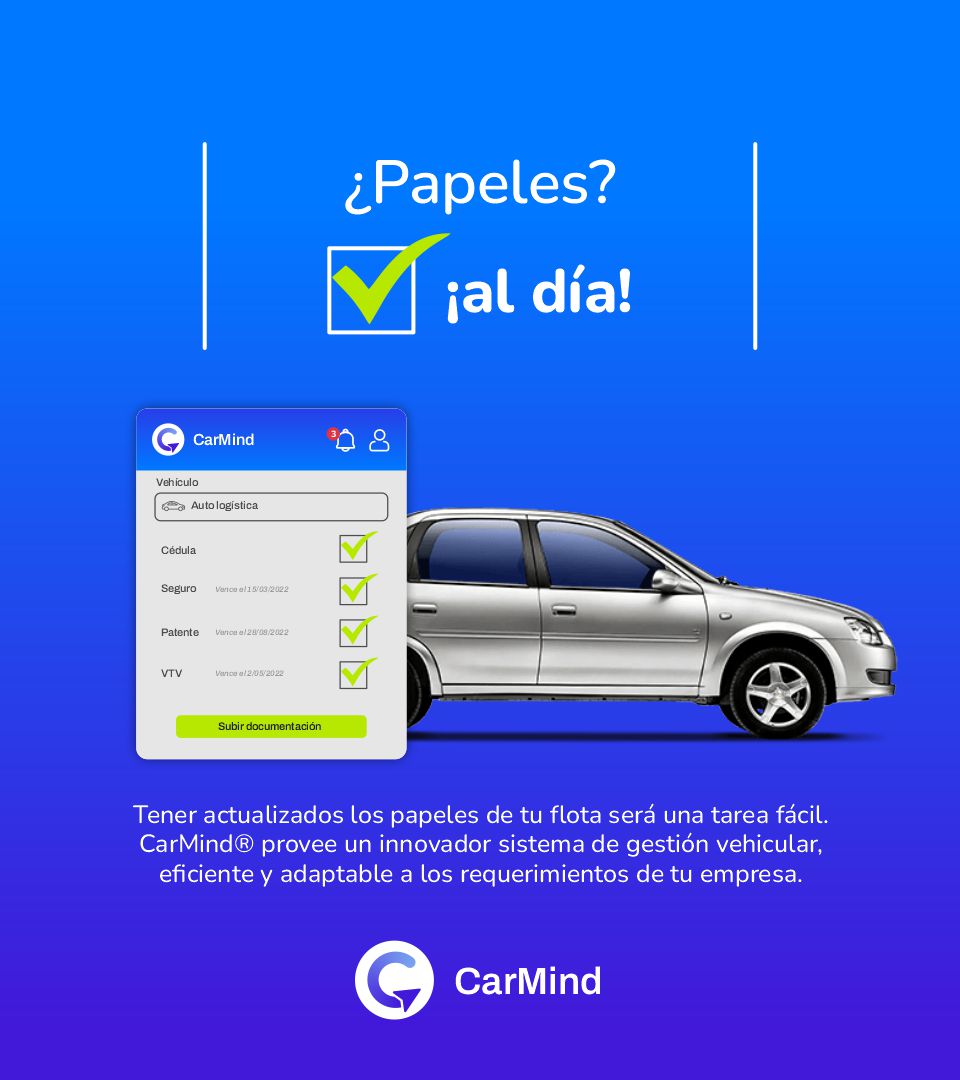 ¿Papeles?
¡al día!
CarMind
3
Vehículo
Auto logística
Cédula
Seguro Vence el 15/03/2022
Patente Vence el 28/08/2022
VTV Vence el 2/05/2022
Subir documentación
Tener actualizados los papeles de tu flota será una tarea fácil.
CarMind® provee un innovador sistema de gestión vehicular,
eficiente y adaptable a los requerimientos de tu empresa.
CarMind